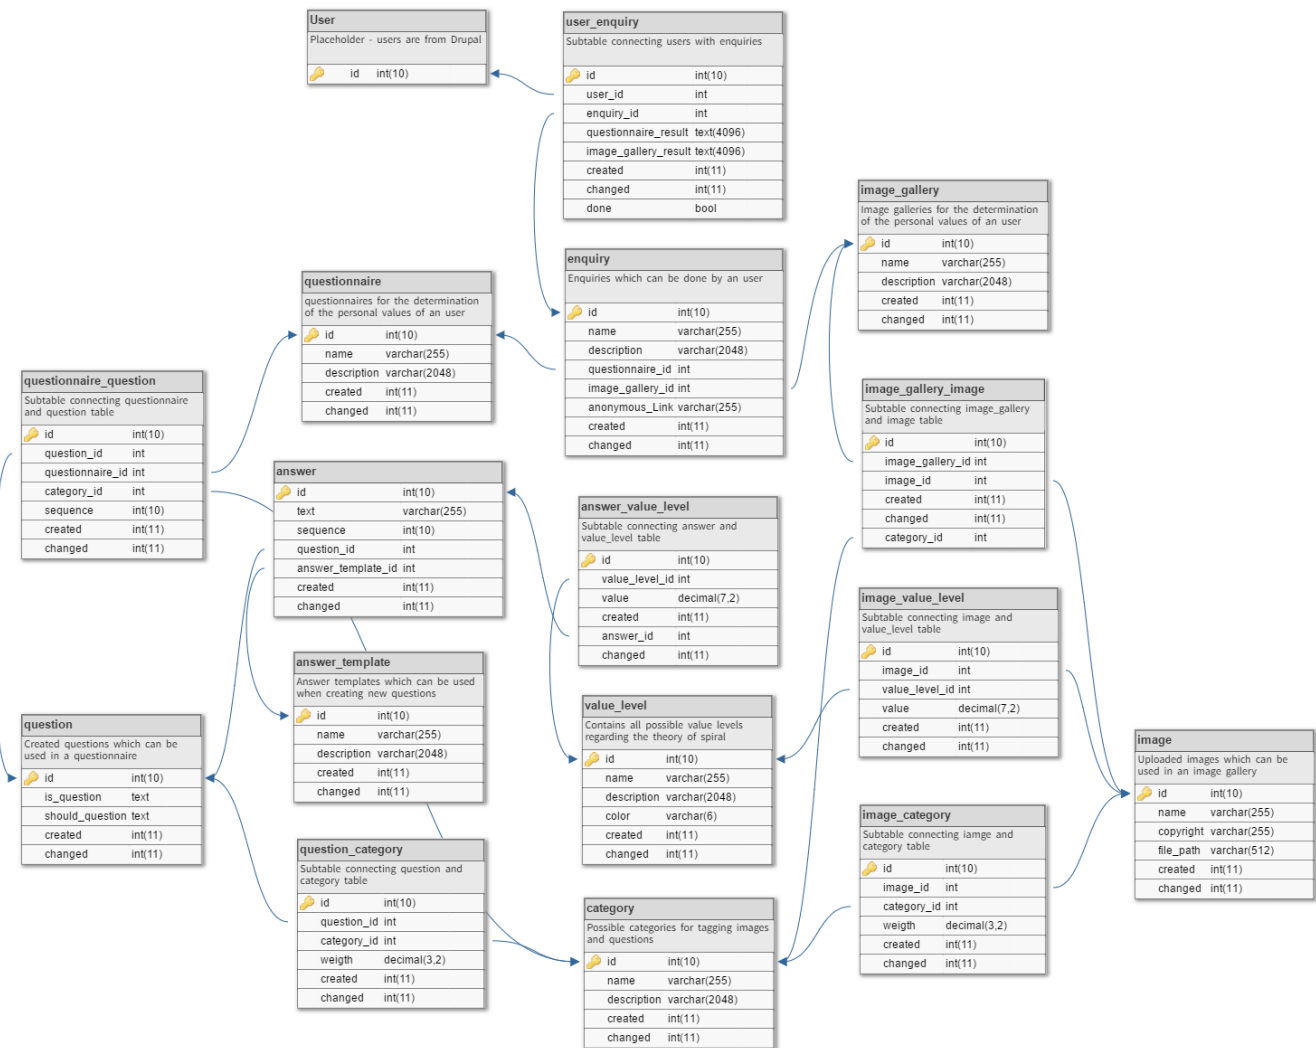 User
Placeholder - users are from Drupal
id int(10)
user_enquiry
Subtable connecting users with enquiries
id int(10)
user_id int
enquiry_id int
questionnaire_result text(4096)
image_gallery_result text(4096)
created int(11)
changed int(11)
done bool
image_gallery
Image galleries for the determination
of the personal values of an user
id int(10)
name varchar(255)
description varchar(2048)
created int(11)
changed int(11)
enquiry
Enquiries which can be done by an user
id int(10)
name varchar(255)
description varchar(2048)
questionnaire_id int
image_gallery_id int
anonymous_Link varchar(255)
created int(11)
changed int(11)
questionnaire
questionnaires for the determination
of the personal values of an user
id int(10)
name varchar(255)
description varchar(2048)
created int(11)
changed int(11)
questionnaire_question
Subtable connecting questionnaire
and question table
id int(10)
question_id int
questionnaire_id int
category_id int
sequence int(10)
created int(11)
changed int(11)
image_gallery_image
Subtable connecting image_gallery
and image table
id int(10)
image_gallery_id int
image_id int
created int(11)
changed int(11)
category_id int
answer
id int(10)
text varchar(255)
sequence int(10)
question_id int
answer_template_id int
created int(11)
changed int(11)
answer_value_level
Subtable connecting answer and
value_level table
id int(10)
value_level_id int
value decimal(7,2)
created int(11)
answer_id int
changed int(11)
image_value_level
Subtable connecting image and
value_level table
id int(10)
image_id int
value_level_id int
value decimal(7,2)
created int(11)
changed int(11)
answer_template
Answer templates which can be used
when creating new questions
id int(10)
name varchar(255)
description varchar(2048)
created int(11)
changed int(11)
value_level
Contains all possible value levels
regarding the theory of spiral
id int(10)
name varchar(255)
description varchar(2048)
color varchar(6)
created int(11)
changed int(11)
question
Created questions which can be
used in a questionnaire
id int(10)
is_question text
should_question text
created int(11)
changed int(11)
image
Uploaded images which can be
used in an image gallery
id int(10)
name varchar(255)
copyright varchar(255)
file_path varchar(512)
created int(11)
changed int(11)
image_category
Subtable connecting iamge and
category table
id int(10)
image_id int
category_id int
weigth decimal(3,2)
created int(11)
changed int(11)
question_category
Subtable connecting question and
category table
id int(10)
question_id int
category_id int
weigth decimal(3,2)
created int(11)
changed int(11)
category
Possible categories for tagging images
and questions
id int(10)
name varchar(255)
description varchar(2048)
created int(11)
changed int(11)